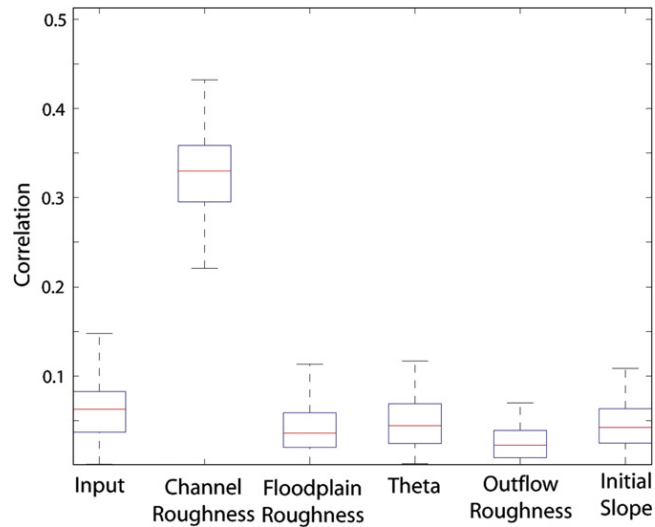 0.5
0.4
0.3
0.2
0.1
Correlation
Input
Channel
Roughness
Floodplain
Roughness
Theta
Outflow
Roughness
Initial
Slope